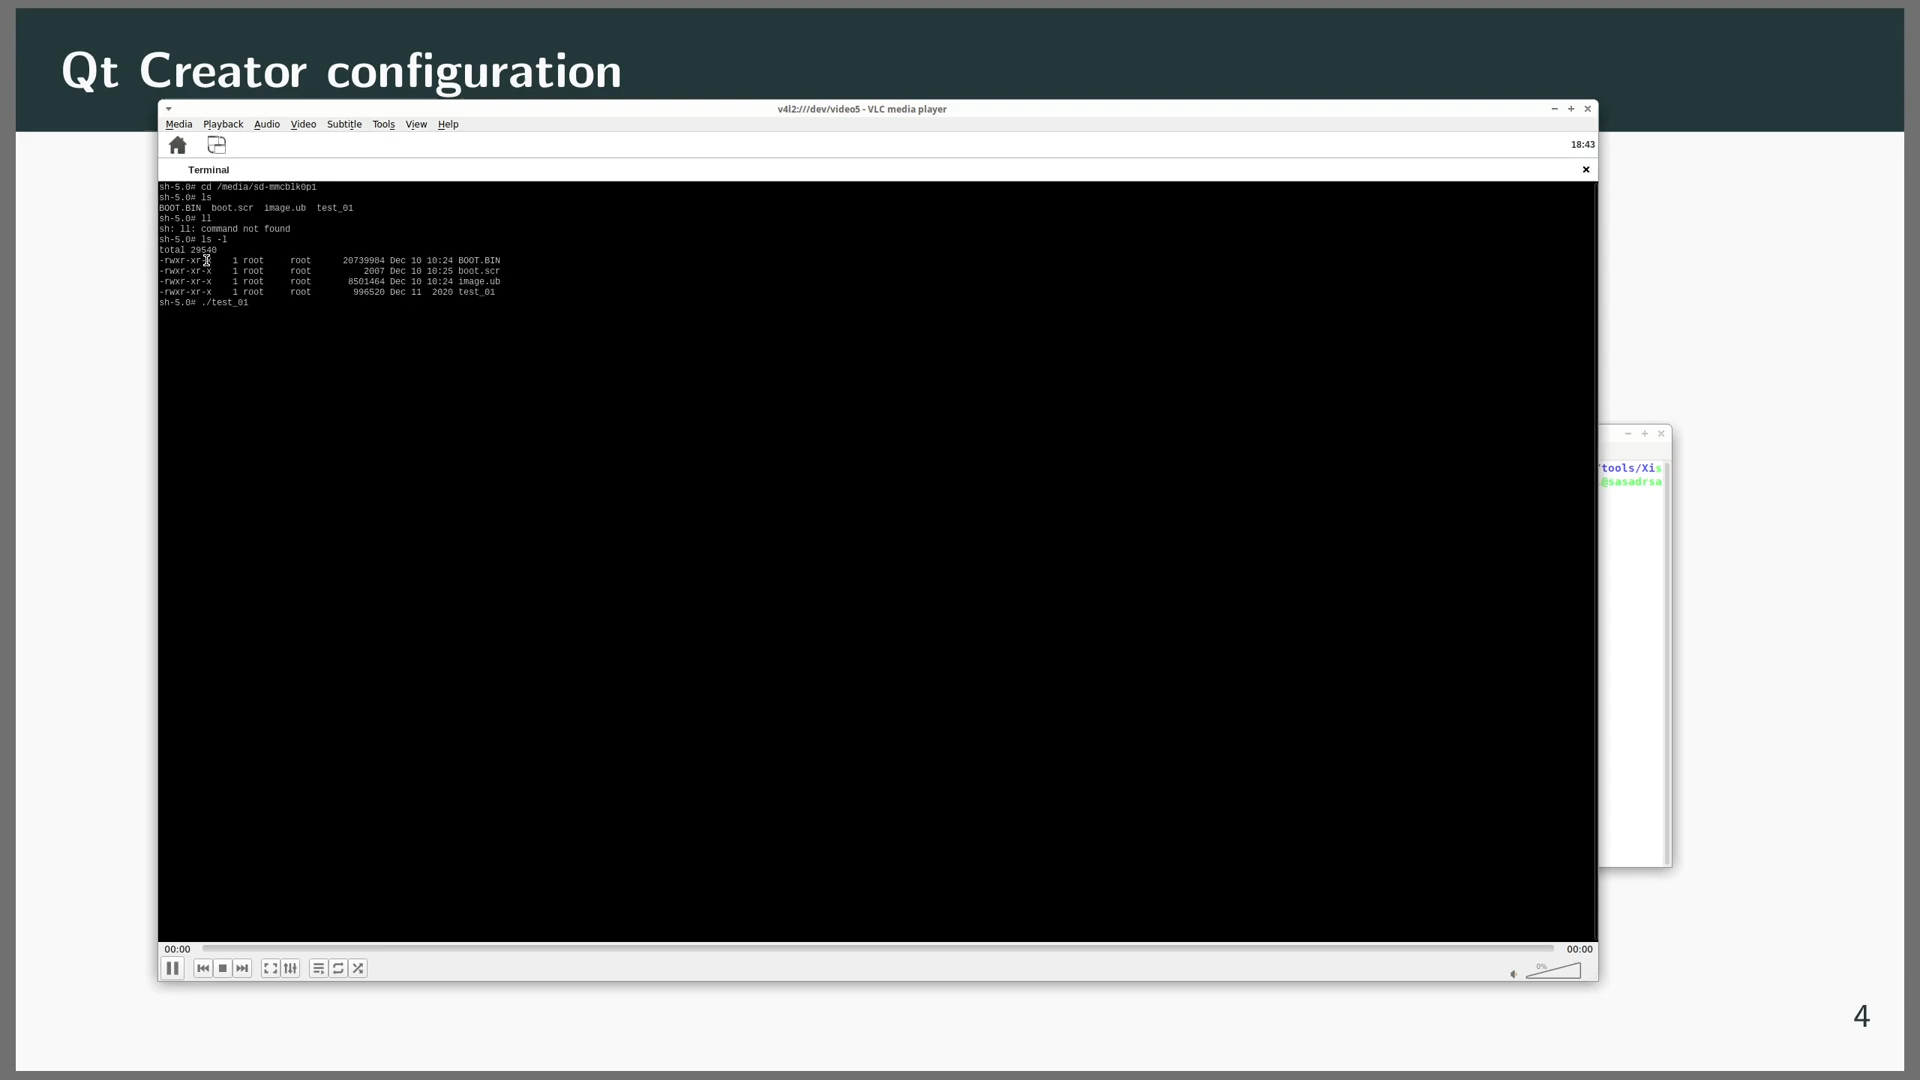 Qt Creator configuration
v4l2:///dev/video5 - VLC media player
Media Playback Audio Video Subtitle Tools View Help
18:43
Terminal
sh-5.0# cd /media/sd-mmcblk0p1
sh-5.0# ls
BOOT.BIN  boot.scr  image.ub  test_01
sh-5.0# ll
sh: ll: command not found
sh-5.0# ls -l
total 29540
-rwxr-xr-x    1 root     root      20739984 Dec 10 10:24 BOOT.BIN
-rwxr-xr-x    1 root     root          2007 Dec 10 10:25 boot.scr
-rwxr-xr-x    1 root     root       8501464 Dec 10 10:24 image.ub
-rwxr-xr-x    1 root     root        996520 Dec 11  2020 test_01
sh-5.0# ./test_01
/tools/Xis
@sasadrsa
00:00
00:00
0%
4